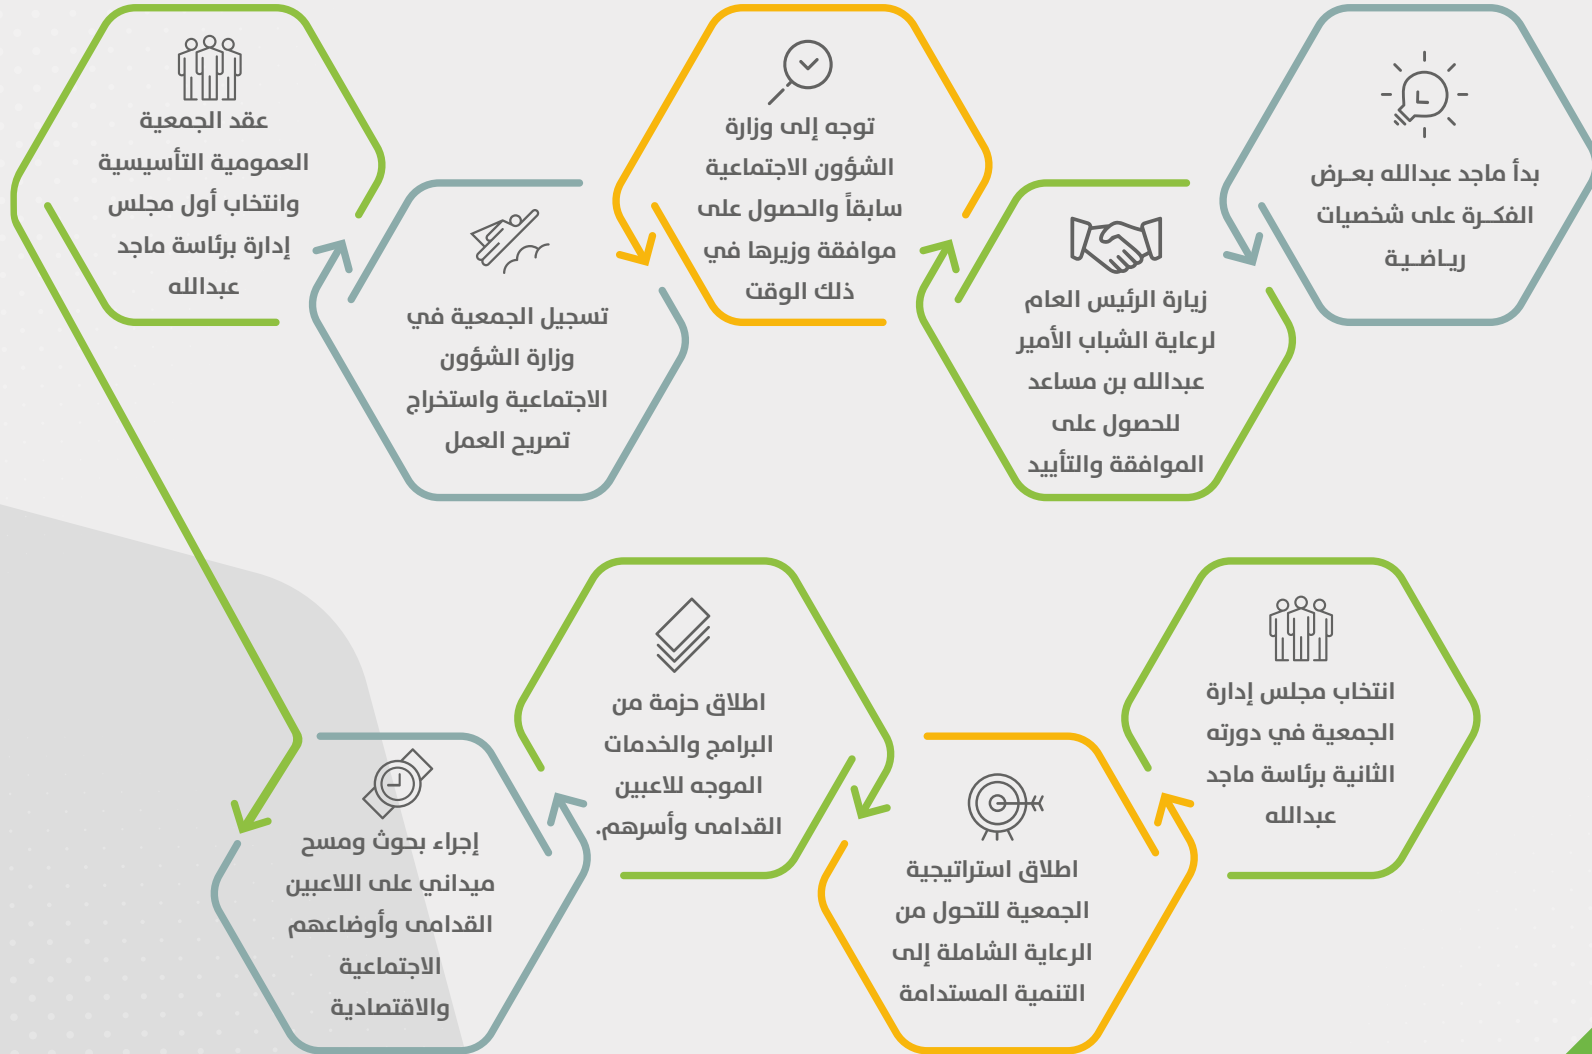 بدأ ماجد عبدالله بعـرض
الفكـرة على شخصيات
ريـاضـيـة
زيارة الرئيس العام
لرعاية الشباب الأمير
عبدالله بن مساعد
للحصول على
الموافقة والتأييد
توجه إلى وزارة
الشؤون الاجتماعية
سابقاً والحصول على
موافقة وزيرها في
ذلك الوقت
تسجيل الجمعية في
وزارة الشؤون
الاجتماعية واستخراج
تصريح العمل
عقد الجمعية
العمومية التأسيسية
وانتخاب أول مجلس
إدارة برئاسة ماجد
عبدالله
إجراء بحوث ومسح
ميداني على اللاعبين
القدامى وأوضاعهم
الاجتماعية
والاقتصادية
اطلاق حزمة من
البرامج والخدمات
الموجه للاعبين
القدامى وأسرهم.
اطلاق استراتيجية
الجمعية للتحول من
الرعاية الشاملة إلى
التنمية المستدامة
انتخاب مجلس إدارة
الجمعية في دورته
الثانية برئاسة ماجد
عبدالله